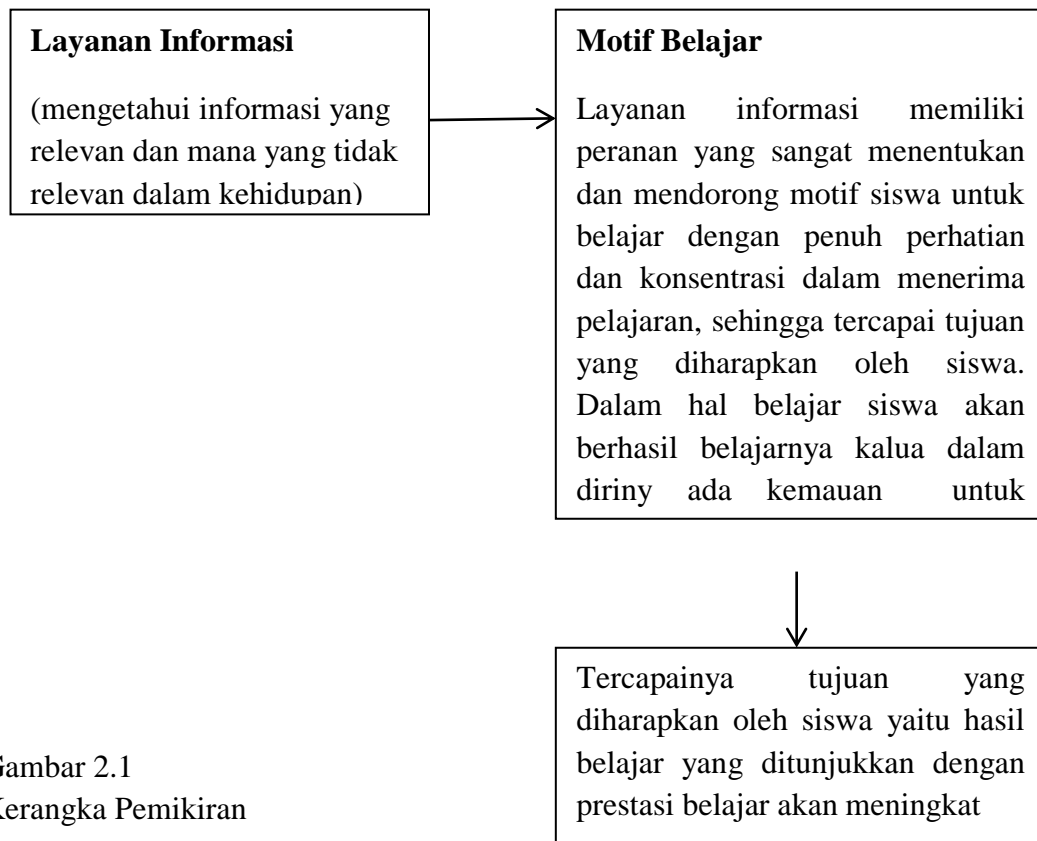 Layanan Informasi
(mengetahui informasi yang
relevan dan mana yang tidak
relevan dalam kehidupan)
Motif Belajar
Layanan informasi memiliki
peranan yang sangat menentukan
dan mendorong motif siswa untuk
belajar dengan penuh perhatian
dan konsentrasi dalam menerima
pelajaran, sehingga tercapai tujuan
yang diharapkan oleh siswa.
Dalam hal belajar siswa akan
berhasil belajarnya kalua dalam
diriny ada kemauan untuk
Tercapainya tujuan yang
diharapkan oleh siswa yaitu hasil
belajar yang ditunjukkan dengan
prestasi belajar akan meningkat
Gambar 2.1
Kerangka Pemikiran